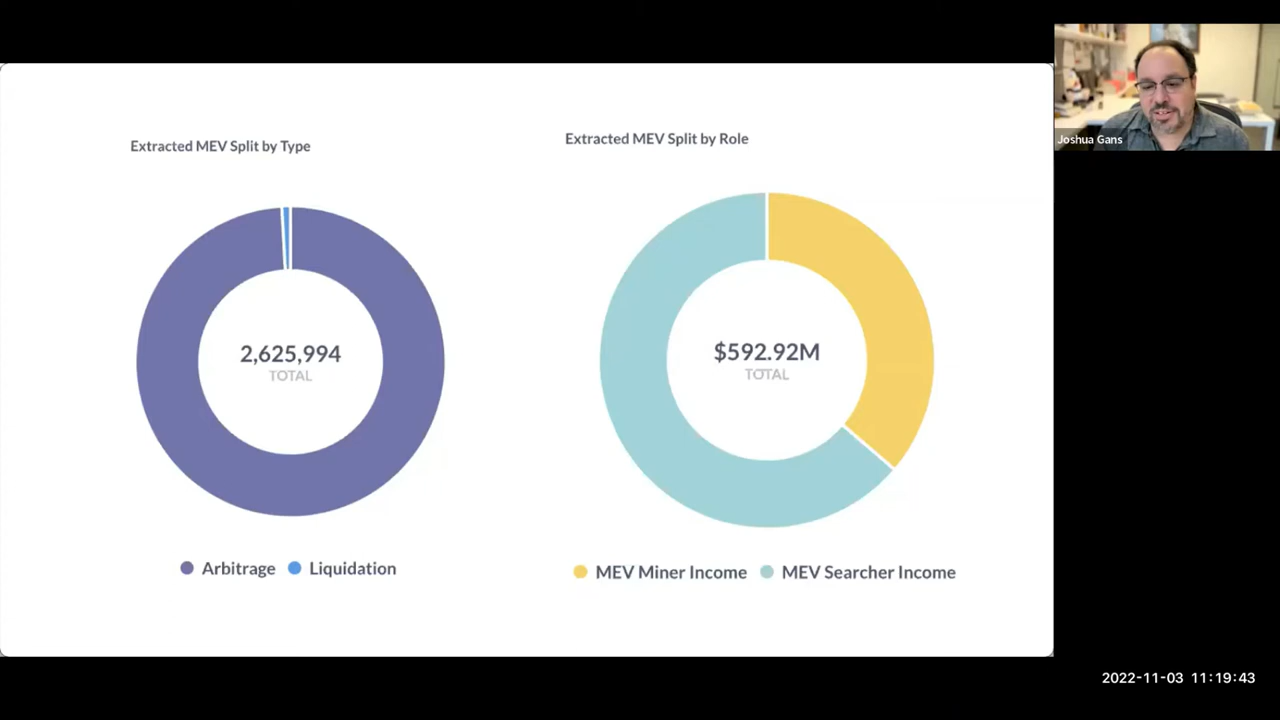 Extracted MEV Split by Type
Extracted MEV Split by Role
2,625,994
TOTAL
$592.92M
TOTAL
Arbitrage
Liquidation
MEV Miner Income
MEV Searcher Income
Joshua Gans
2022-11-03 11:19:43